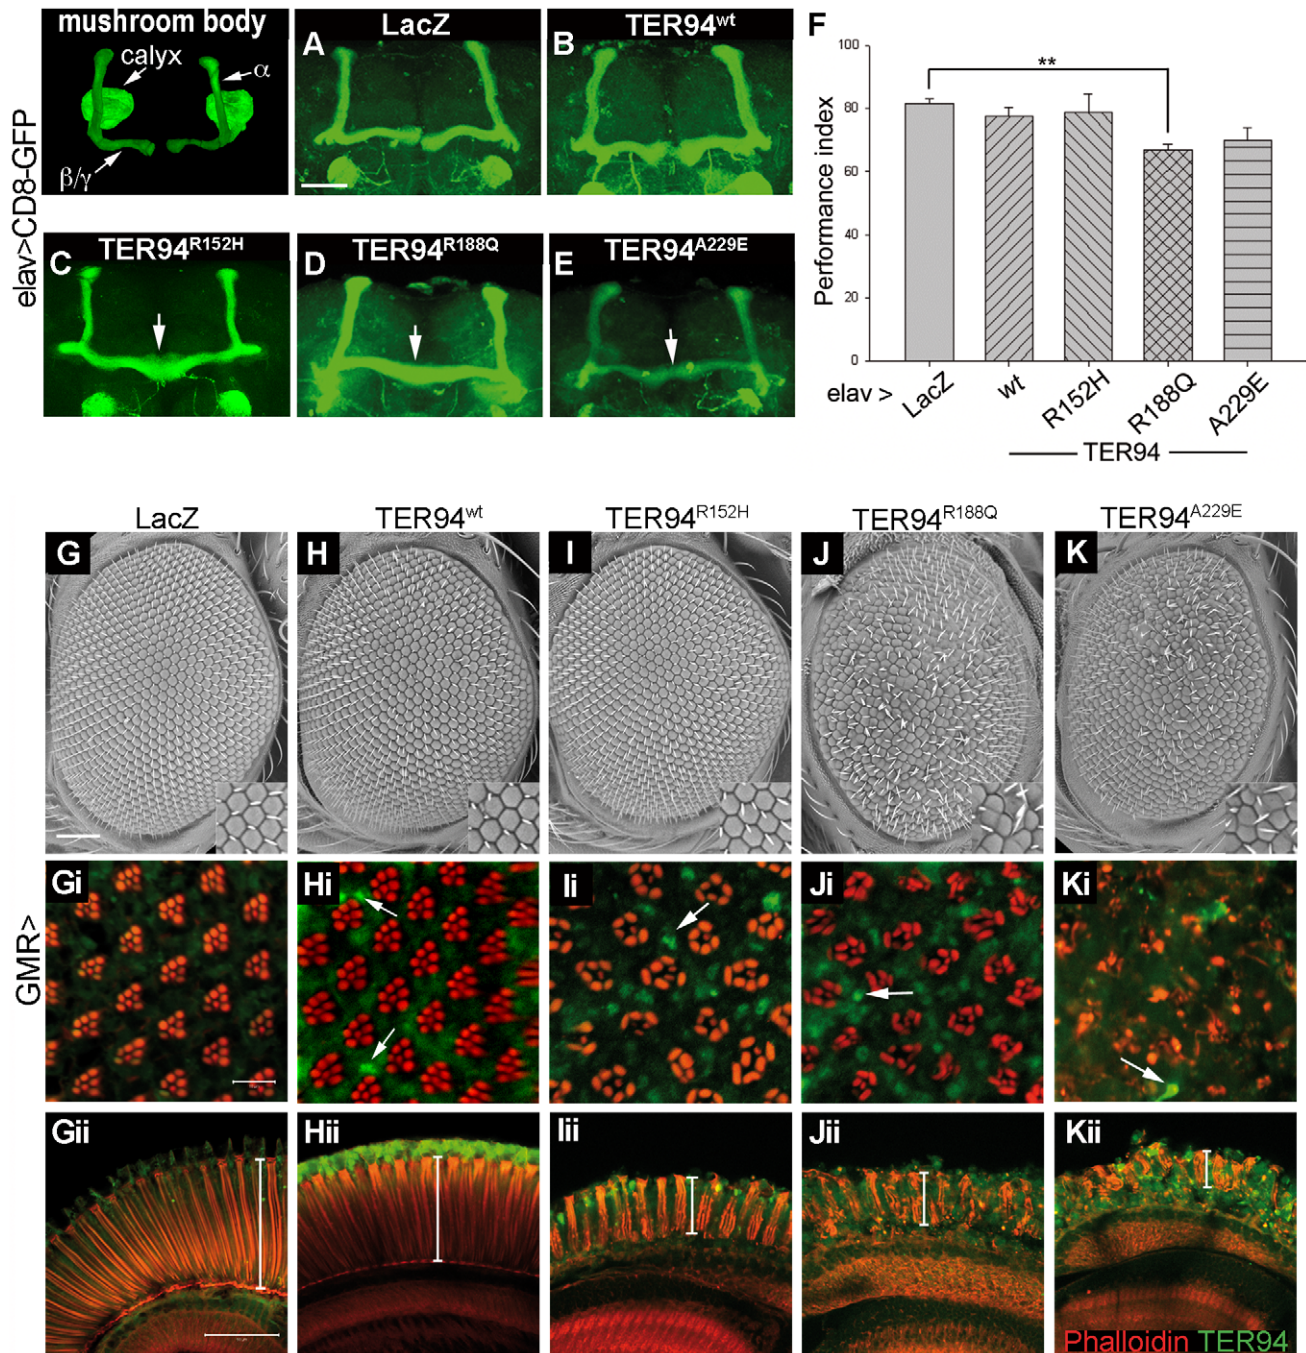 mushroom body
calyx
α
β/γ
elav>CD8-GFP
LacZ
A
TER94wt
B
TER94R152H
C
TER94R188Q
D
TER94A229E
E
F
Performance index
100
80
60
40
20
0
**
elav >
LacZ
wt
R152H
R188Q
A229E
TER94
LacZ
TER94wt
TER94R152H
TER94R188Q
TER94A229E
G
H
I
J
K
GMR>
Gi
Hi
Ii
Ji
Ki
Gii
Hii
Iii
Jii
Kii
Phalloidin TER94